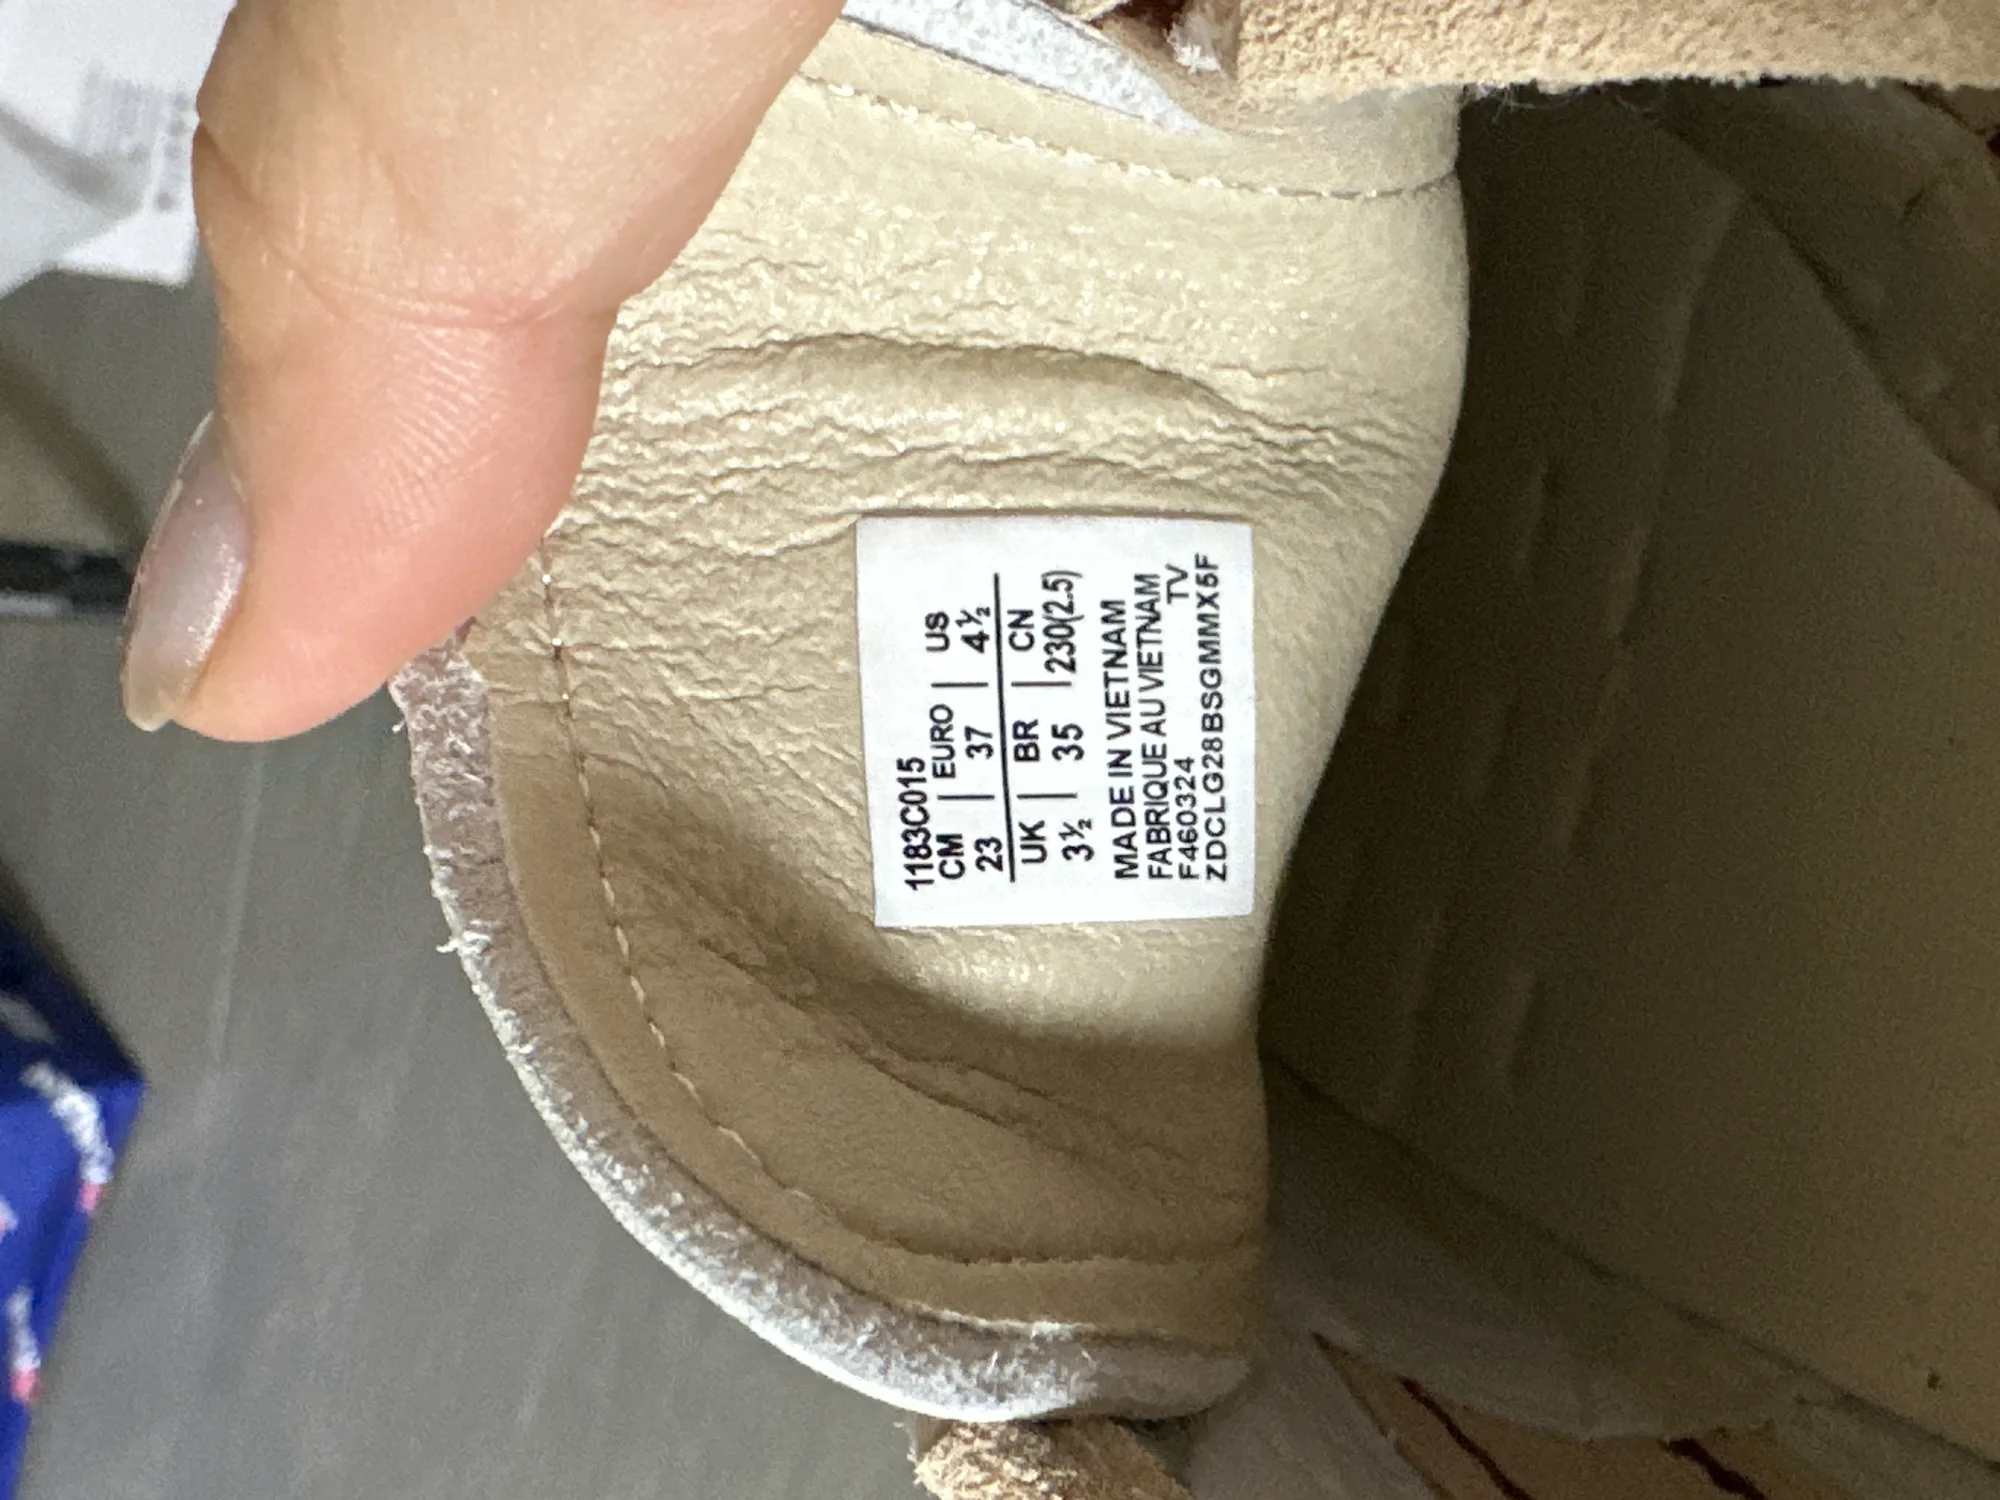 1183C015
CM | EURO | US
23 | 37 | 4½
UK | BR | CN
3½ | 35 | 230(2.5)
MADE IN VIETNAM
FABRIQUE AU VIETNAM
F460324 TV
ZDCLG28BSGMMX5F